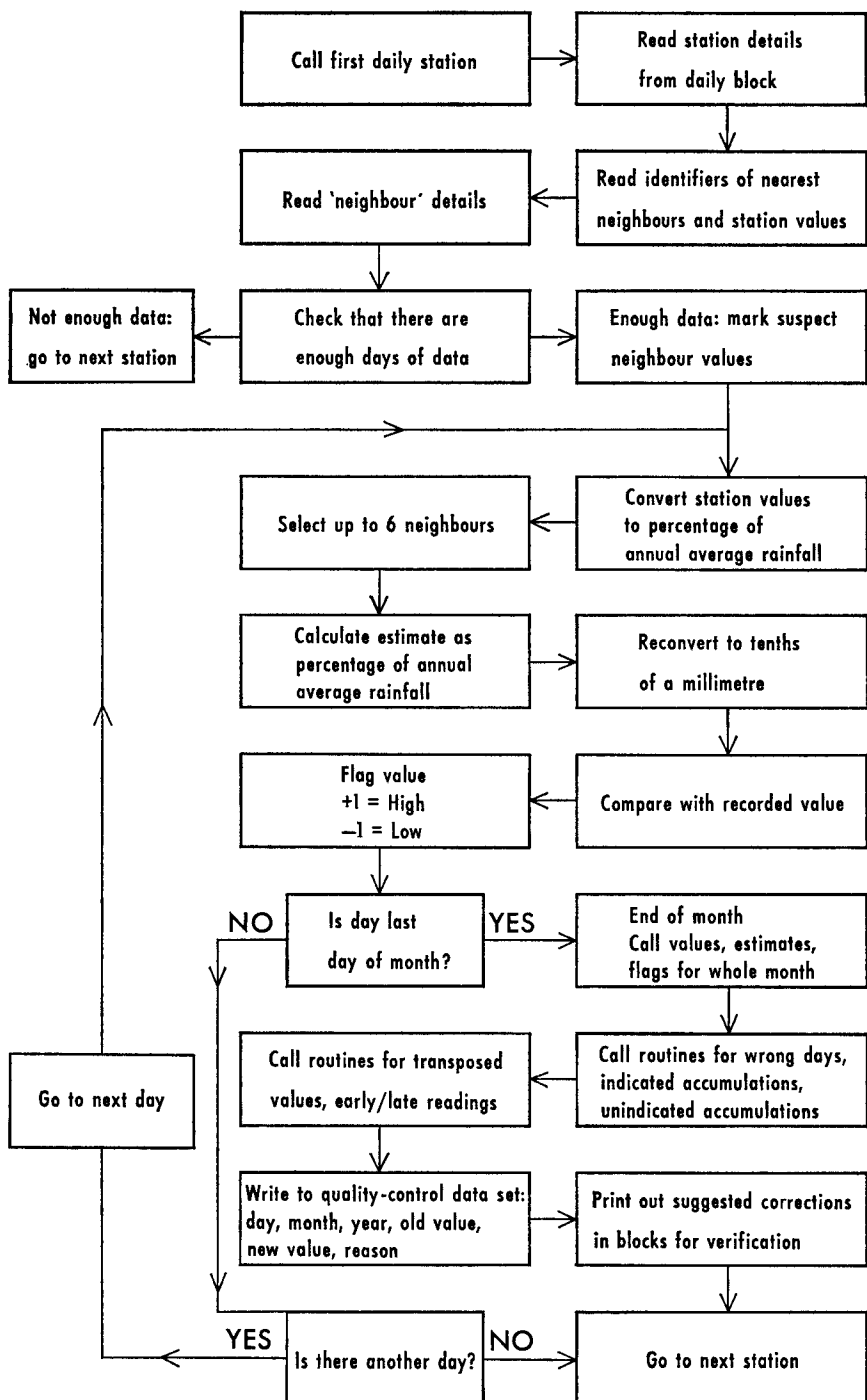 Call first daily station
Read station details
from daily block
Read identifiers of nearest
neighbours and station values
Read 'neighbour' details
Not enough data:
go to next station
Check that there are
enough days of data
Enough data: mark suspect
neighbour values
Convert station values
to percentage of
annual average rainfall
Select up to 6 neighbours
Calculate estimate as
percentage of annual
average rainfall
Reconvert to tenths
of a millimetre
Compare with recorded value
Flag value
+1 = High
−1 = Low
NO
Is day last
day of month?
YES
End of month
Call values, estimates,
flags for whole month
Call routines for wrong days,
indicated accumulations,
unindicated accumulations
Call routines for transposed
values, early/late readings
Go to next day
Write to quality-control data set:
day, month, year, old value,
new value, reason
Print out suggested corrections
in blocks for verification
YES
Is there another day?
NO
Go to next station